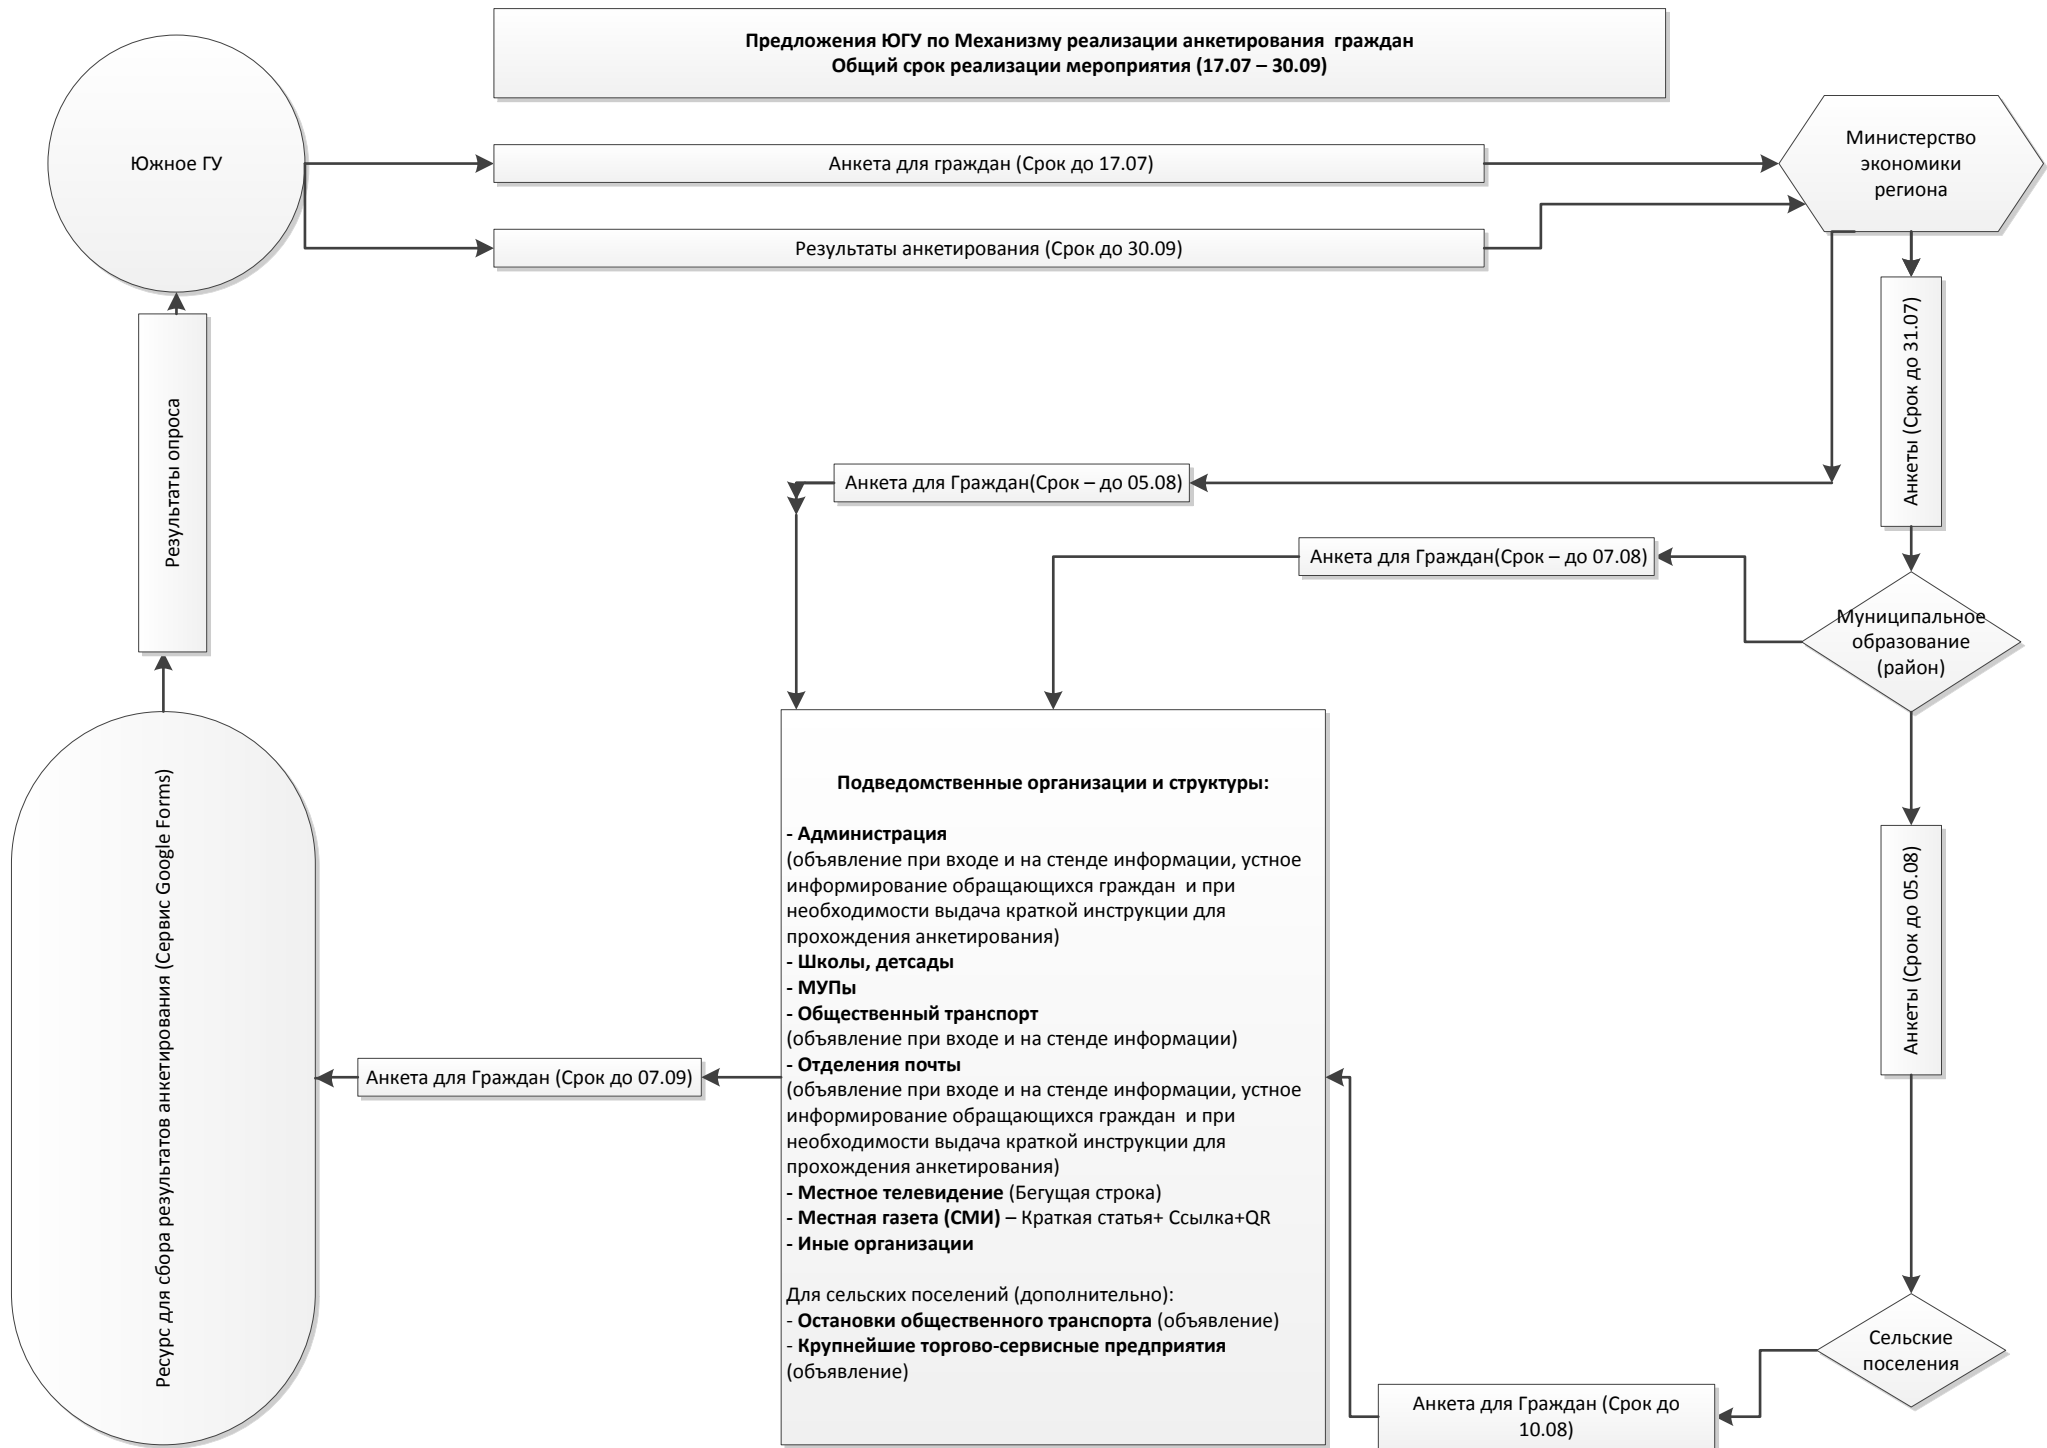 Предложения ЮГУ по Механизму реализации анкетирования  граждан
Общий срок реализации мероприятия (17.07 – 30.09)
Южное ГУ
Анкета для граждан (Срок до 17.07)
Министерство
экономики
региона
Результаты анкетирования (Срок до 30.09)
Анкеты (Срок до 31.07)
Результаты опроса
Анкета для Граждан(Срок – до 05.08)
Анкета для Граждан(Срок – до 07.08)
Муниципальное
образование
(район)
Подведомственные организации и структуры:
- Администрация
(объявление при входе и на стенде информации, устное
информирование обращающихся граждан  и при
необходимости выдача краткой инструкции для
прохождения анкетирования)
- Школы, детсады
- МУПы
- Общественный транспорт
(объявление при входе и на стенде информации)
- Отделения почты
(объявление при входе и на стенде информации, устное
информирование обращающихся граждан  и при
необходимости выдача краткой инструкции для
прохождения анкетирования)
- Местное телевидение (Бегущая строка)
- Местная газета (СМИ) – Краткая статья+ Ссылка+QR
- Иные организации
Для сельских поселений (дополнительно):
- Остановки общественного транспорта (объявление)
- Крупнейшие торгово-сервисные предприятия
(объявление)
Анкеты (Срок до 05.08)
Ресурс для сбора результатов анкетирования (Сервис Google Forms)
Анкета для Граждан (Срок до 07.09)
Сельские
поселения
Анкета для Граждан (Срок до
10.08)